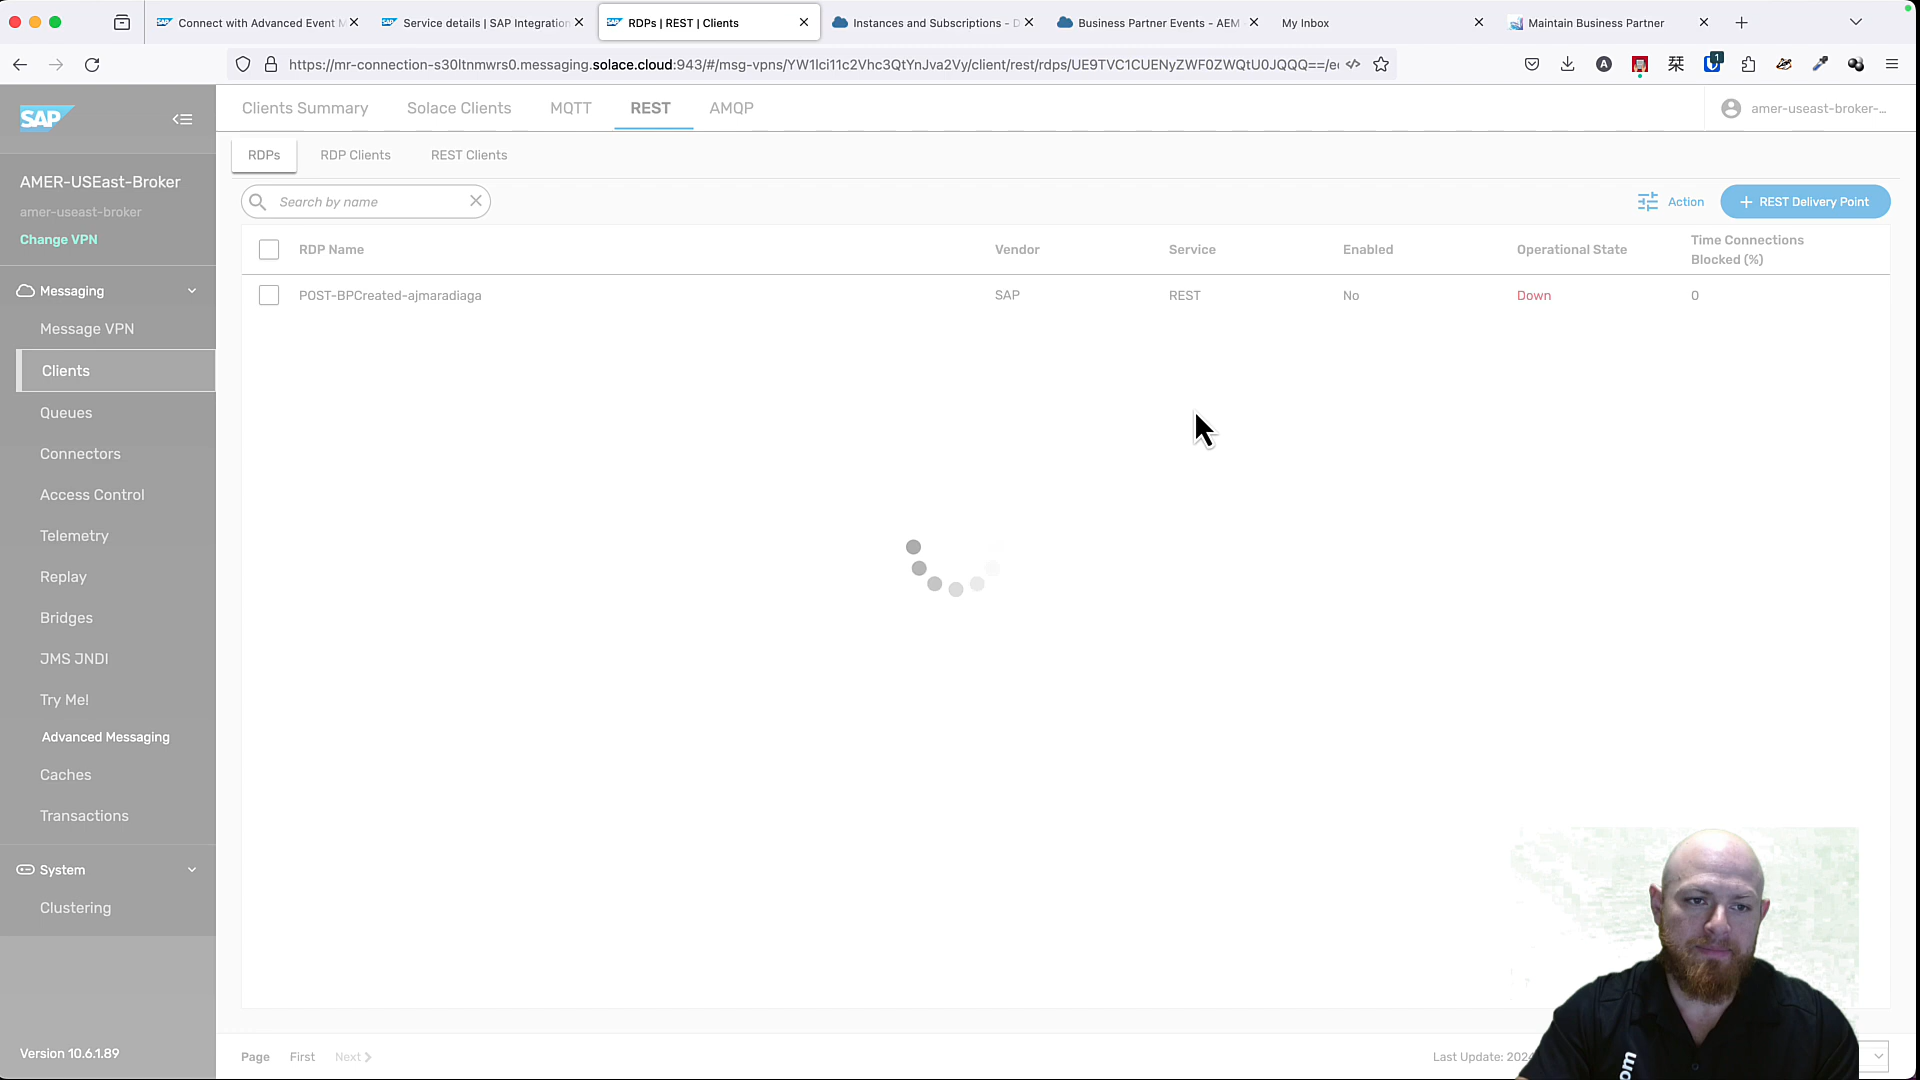 Connect with Advanced Event M
Service details | SAP Integration
RDPs | REST | Clients
Instances and Subscriptions - D
Business Partner Events - AEM
My Inbox
Maintain Business Partner
https://mr-connection-s30ltnmwrs0.messaging.solace.cloud:943/#/msg-vpns/YW1lci11c2Vhc3QtYnJva2Vy/client/rest/rdps/UE9TVC1CUENyZWF0ZWQtU0JQQQ==/e
A
1
SAP
AMER-USEast-Broker
amer-useast-broker
Change VPN
Messaging
Message VPN
Clients
Queues
Connectors
Access Control
Telemetry
Replay
Bridges
JMS JNDI
Try Me!
Advanced Messaging
Caches
Transactions
System
Clustering
Version 10.6.1.89
Clients Summary
Solace Clients
MQTT
REST
AMQP
amer-useast-broker-...
RDPs
RDP Clients
REST Clients
Search by name
Action
+ REST Delivery Point
RDP Name
Vendor
Service
Enabled
Operational State
Time Connections
Blocked (%)
POST-BPCreated-ajmaradiaga
SAP
REST
No
Down
0
Page
First
Next
Last Update: 2024
om